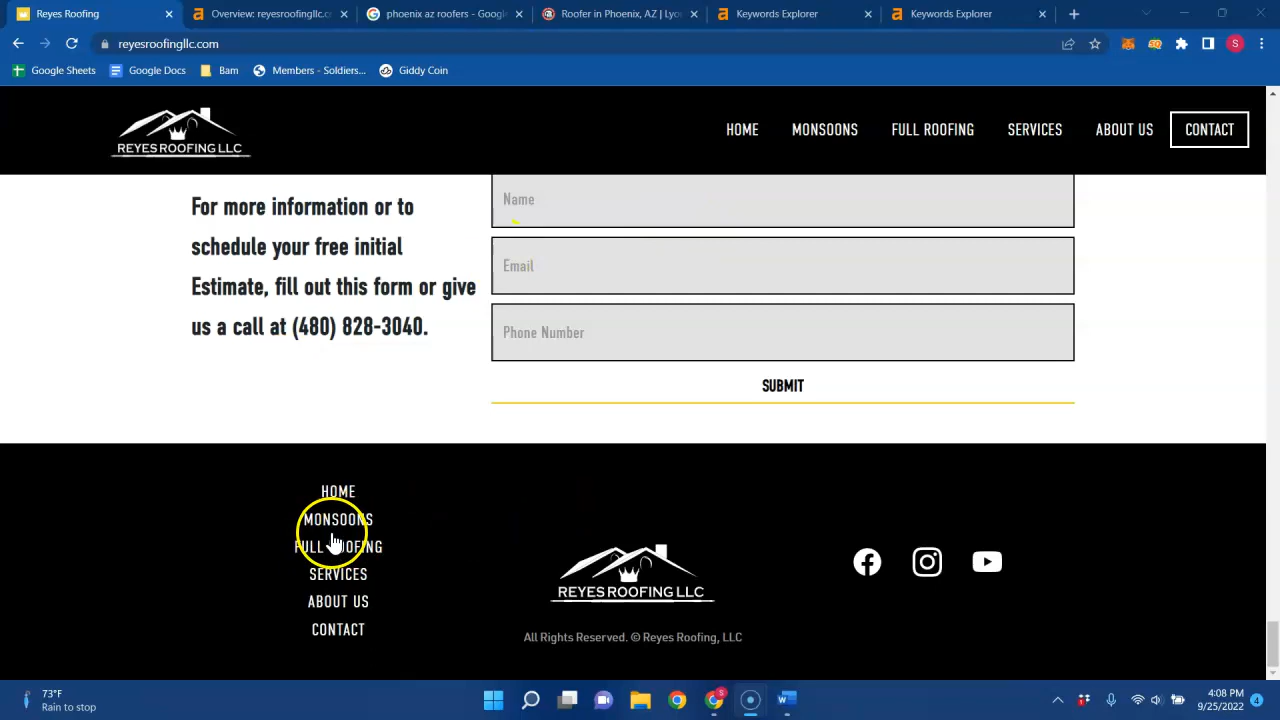 Reyes Roofing
Overview: reyesroofingllc.c
phoenix az roofers - Google
Roofer in Phoenix, AZ | Lyo
Keywords Explorer
Keywords Explorer
reyesroofingllc.com
S
Google Sheets
Google Docs
Bam
Members - Soldiers...
Giddy Coin
REYES ROOFING LLC
HOME
MONSOONS
FULL ROOFING
SERVICES
ABOUT US
CONTACT
For more information or to
schedule your free initial
Estimate, fill out this form or give
us a call at (480) 828-3040.
Name
Email
Phone Number
SUBMIT
HOME
MONSOONS
FULL ROOFING
SERVICES
ABOUT US
CONTACT
REYES ROOFING LLC
All Rights Reserved. © Reyes Roofing, LLC
73°F
Rain to stop
4:08 PM
9/25/2022
4